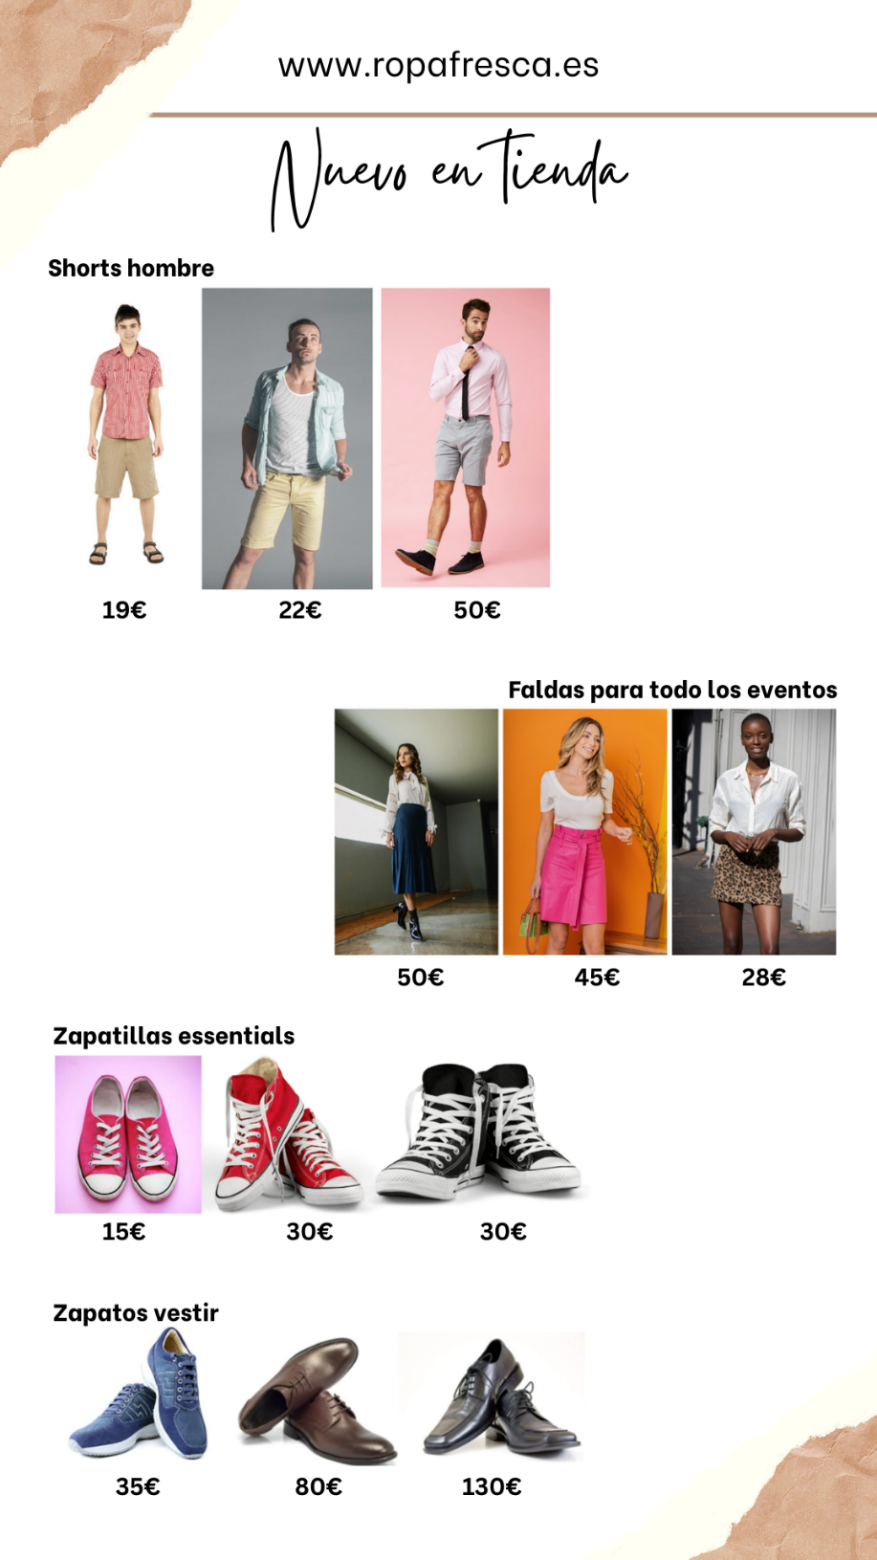 www.ropafresca.es
Nuevo en Tienda
Shorts hombre
19€ 22€ 50€
Faldas para todo los eventos
50€ 45€ 28€
Zapatillas essentials
15€ 30€ 30€
Zapatos vestir
35€ 80€ 130€